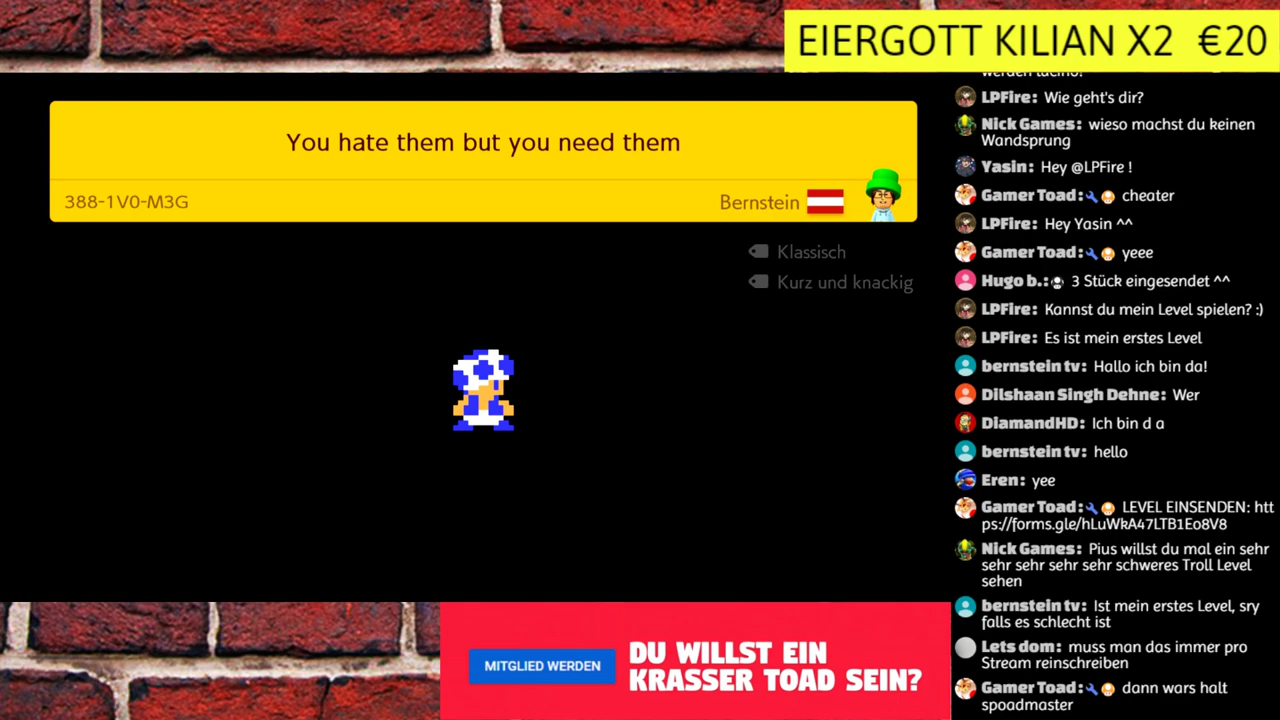 EIERGOTT KILIAN X2 €20
You hate them but you need them
388-1V0-M3G
Bernstein
Klassisch
Kurz und knackig
MITGLIED WERDEN
DU WILLST EIN
KRASSER TOAD SEIN?
LPFire: Wie geht's dir?
Nick Games: wieso machst du keinen
Wandsprung
Yasin: Hey @LPFire !
Gamer Toad: cheater
LPFire: Hey Yasin ^^
Gamer Toad: yeee
Hugo b.: 3 Stück eingesendet ^^
LPFire: Kannst du mein Level spielen? :)
LPFire: Es ist mein erstes Level
bernstein tv: Hallo ich bin da!
Dilshaan Singh Dehne: Wer
DiamandHD: Ich bin d a
bernstein tv: hello
Eren: yee
Gamer Toad: LEVEL EINSENDEN: htt
ps://forms.gle/hLuWkA47LTB1Eo8V8
Nick Games: Pius willst du mal ein sehr
sehr sehr sehr sehr schweres Troll Level
sehen
bernstein tv: Ist mein erstes Level, sry
falls es schlecht ist
Lets dom: muss man das immer pro
Stream reinschreiben
Gamer Toad: dann wars halt
spoadmaster